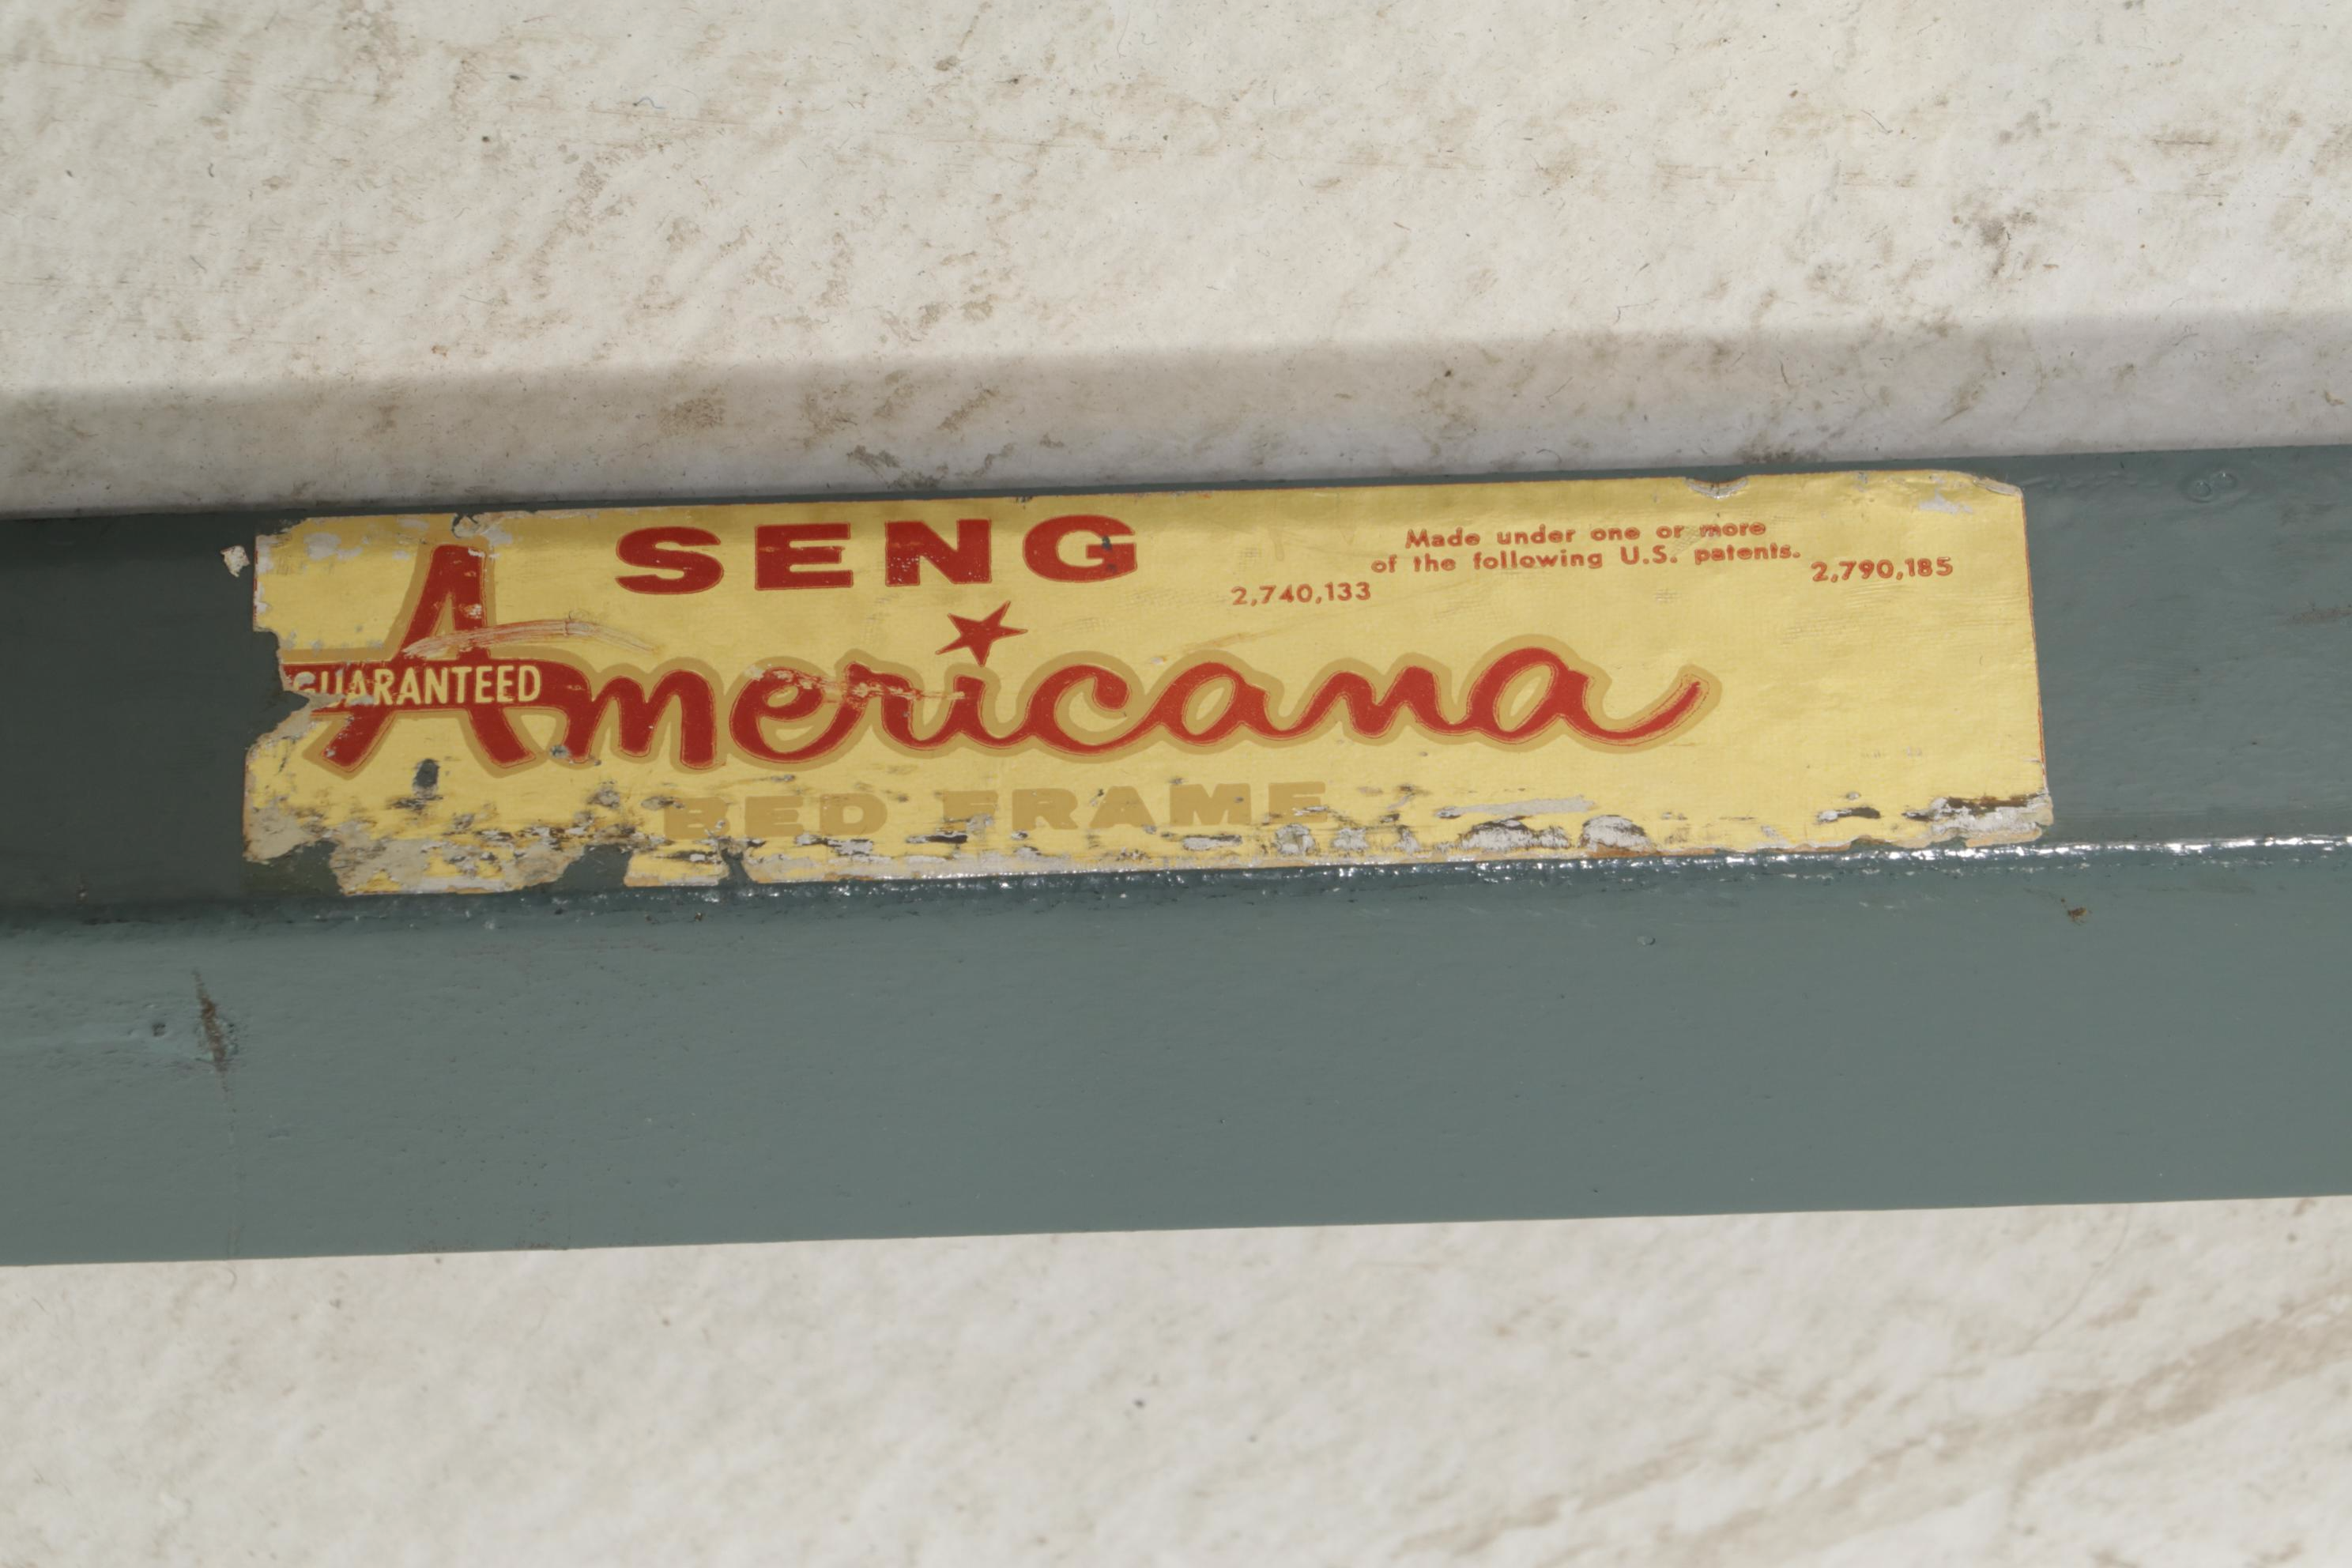 SENG
Made under one or more
of the following U.S. patents.
2,740,133 2,790,185
Americana
GUARANTEED
BED FRAME